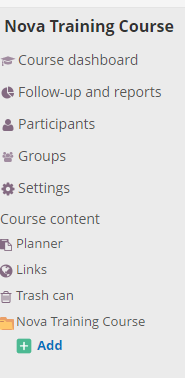 Nova Training Course
Course dashboard
Follow-up and reports
Participants
Groups
Settings
Course content
Planner
Links
Trash can
Nova Training Course
Add